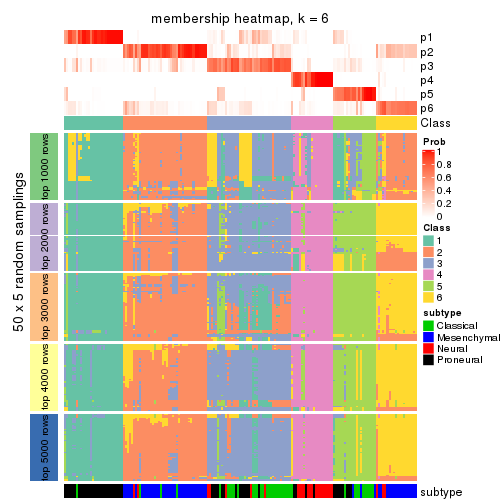 membership heatmap, k = 6
p1
p2
p3
p4
p5
p6
Class
50 x 5 random samplings
top 1000 rows
top 2000 rows
top 3000 rows
top 4000 rows
top 5000 rows
subtype
Prob
1
0.8
0.6
0.4
0.2
0
Class
1
2
3
4
5
6
subtype
Classical
Mesenchymal
Neural
Proneural